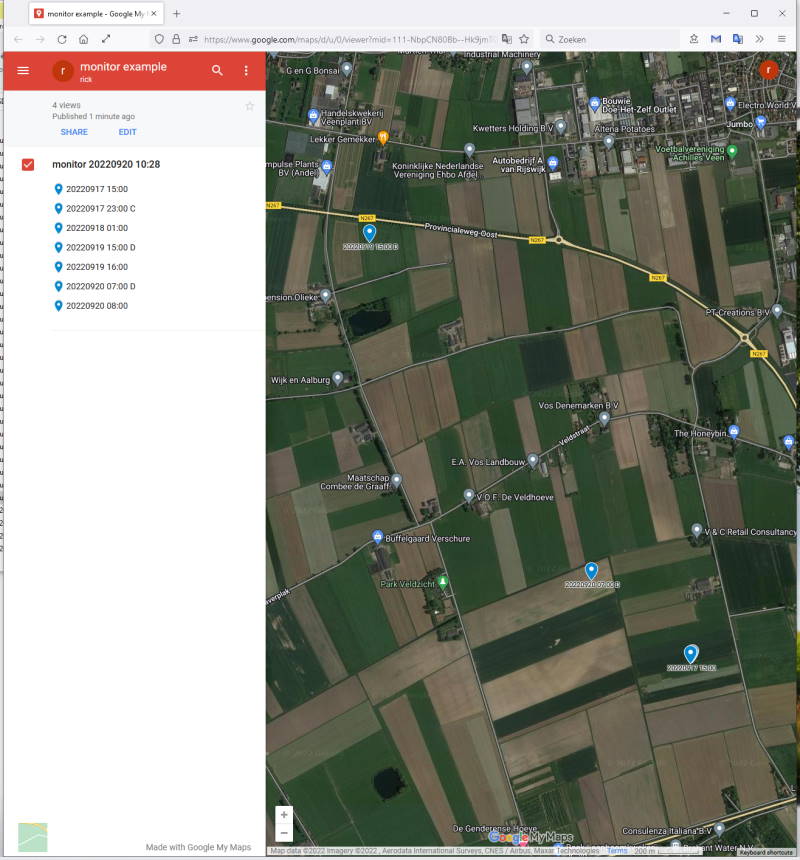 monitor example - Google My M
https://www.google.com/maps/d/u/0/viewer?mid=111-NbpCN80Bb--Hk9jm
Zoeken
r
monitor example
rick
4 views
Published 1 minute ago
SHARE EDIT
monitor 20220920 10:28
20220917 15:00
20220917 23:00 C
20220918 01:00
20220919 15:00 D
20220919 16:00
20220920 07:00 D
20220920 08:00
Made with Google My Maps
Industrial Machinery
G en G Bonsai
r
Handelskwekerij
Veenplant BV
Bouwie
Doe-Het-Zelf Outlet
Electro World V
Jumbo
Kwetters Holding B.V.
Altena Potatoes
Lekker Gemekker
Voetbalvereniging
Achilles Veen
mpulse Plants
BV (Andel)
Koninklijke Nederlandse
Vereniging Ehbo Afdel...
Autobedrijf A
van Rijswijk
N267
N267
Provincialeweg-Oost
N267
20220919 15:00 D
N267
ension Olieke
PT Creations B.V.
N267
Wijk en Aalburg
Vos Denemarken B.V.
Veldstraat
The Honeybin
E.A. Vos Landbouw
Maatschap
Combee de Graaff
V.O.F. De Veldhoeve
V & C Retail Consultancy
Buffelgaard Verschure
Park Veldzicht
20220920 07:00 D
averplak
20220917 15:00
De Genderense Hoeve
Google My Maps
Consulenza Italiana B.V.
Brabant Water N.V.
Map data ©2022 Imagery ©2022 , Aerodata International Surveys, CNES / Airbus, Maxar Technologies Terms 200 m
Keyboard shortcuts